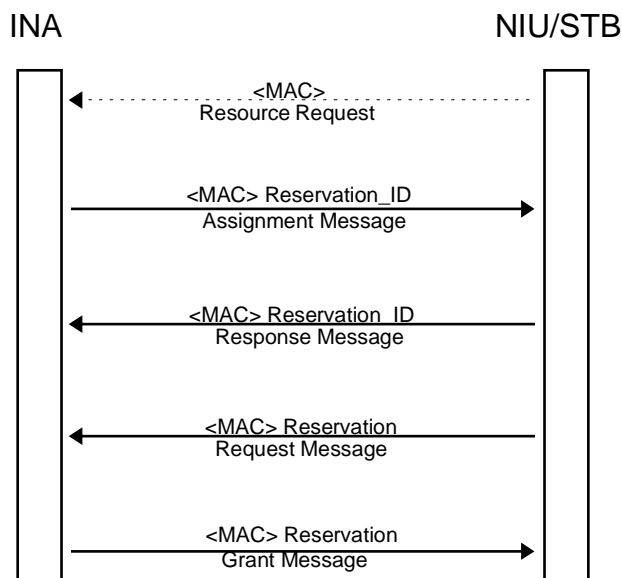 INA NIU/STB
<MAC>
Resource Request
<MAC> Reservation_ID
Assignment Message
<MAC> Reservation_ID
Response Message
<MAC> Reservation
Request Message
<MAC> Reservation
Grant Message